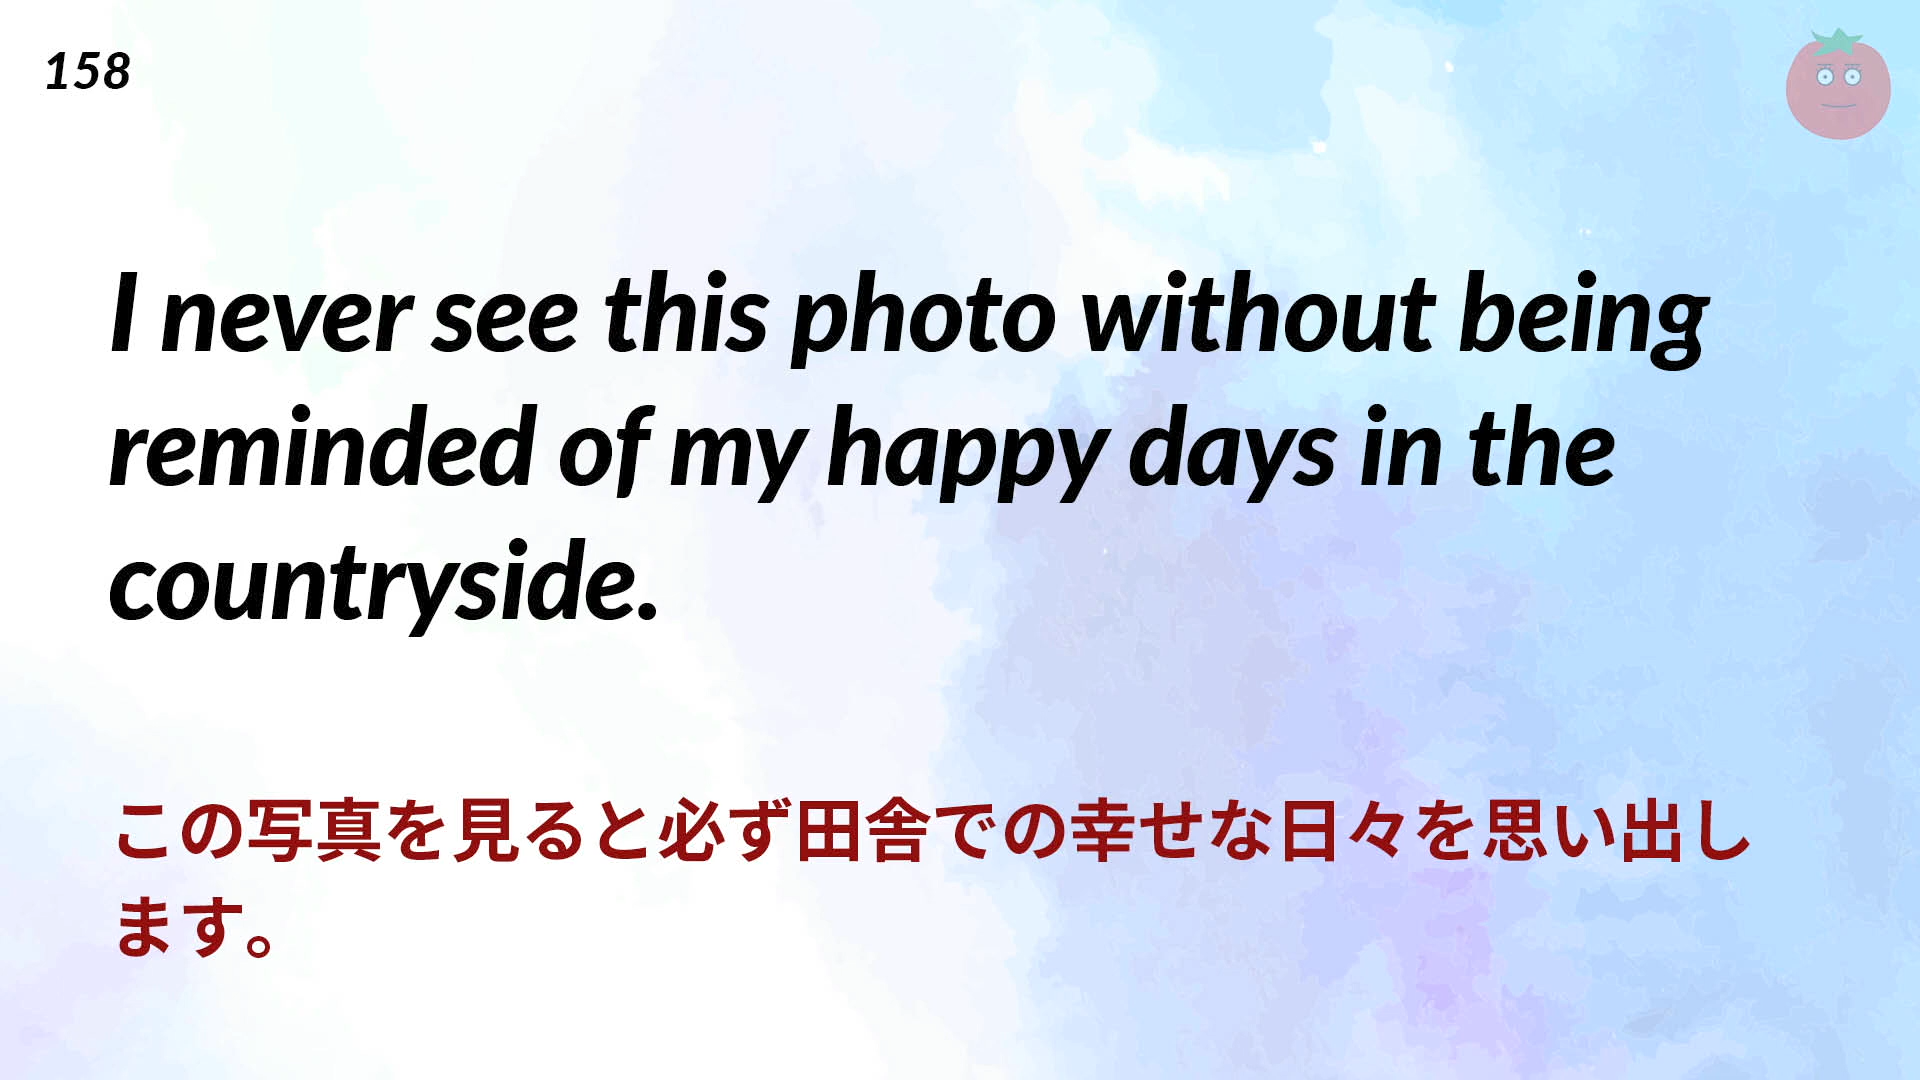 158
I never see this photo without being
reminded of my happy days in the
countryside.
この写真を見ると必ず田舎での幸せな日々を思い出し
ます。